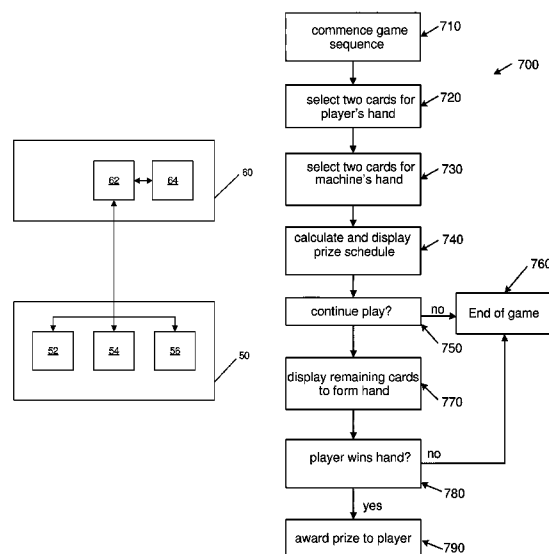 commence game
sequence
710
700
select two cards for
player's hand
720
select two cards for
machine's hand
730
62
64
60
calculate and display
prize schedule
740
760
continue play?
no
End of game
750
52
54
56
50
display remaining cards
to form hand
770
player wins hand?
no
780
yes
award prize to player
790